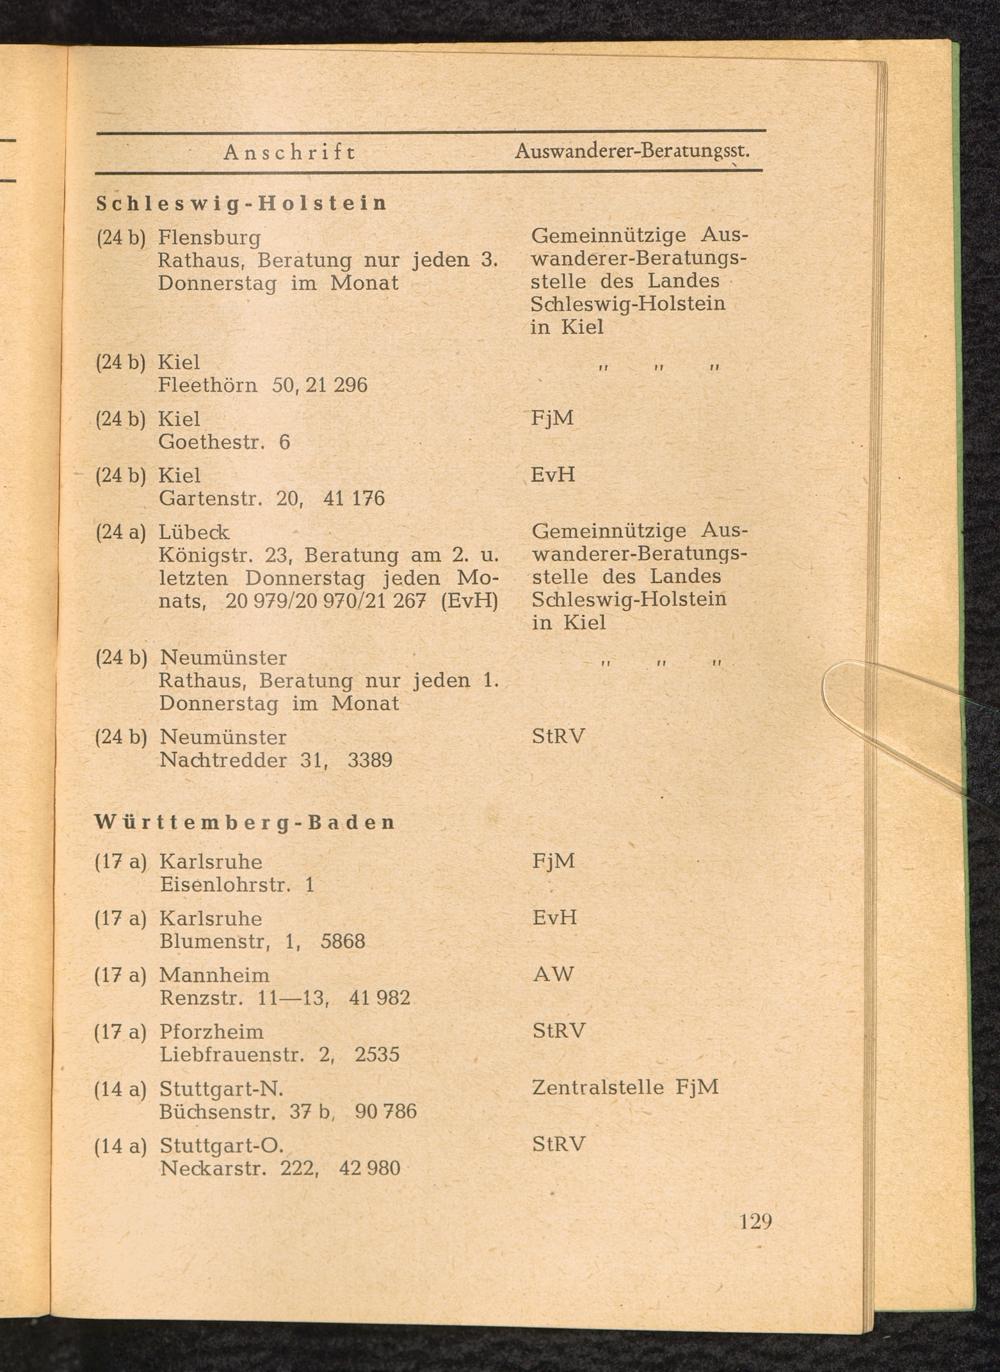 Anschrift Auswanderer-Beratungsst.
Schleswig-Holstein
(24 b) Flensburg
Rathaus, Beratung nur jeden 3.
Donnerstag im Monat
Gemeinnützige Aus-
wanderer-Beratungs-
stelle des Landes
Schleswig-Holstein
in Kiel
(24 b) Kiel " " "
Fleethörn 50, 21 296
(24 b) Kiel FjM
Goethestr. 6
(24 b) Kiel EvH
Gartenstr. 20, 41 176
(24 a) Lübeck
Königstr. 23, Beratung am 2. u.
letzten Donnerstag jeden Mo-
nats, 20 979/20 970/21 267 (EvH)
Gemeinnützige Aus-
wanderer-Beratungs-
stelle des Landes
Schleswig-Holstein
in Kiel
(24 b) Neumünster " " "
Rathaus, Beratung nur jeden 1.
Donnerstag im Monat
(24 b) Neumünster StRV
Nachtredder 31, 3389
Württemberg-Baden
(17 a) Karlsruhe FjM
Eisenlohrstr. 1
(17 a) Karlsruhe EvH
Blumenstr, 1, 5868
(17 a) Mannheim AW
Renzstr. 11—13, 41 982
(17 a) Pforzheim StRV
Liebfrauenstr. 2, 2535
(14 a) Stuttgart-N. Zentralstelle FjM
Büchsenstr. 37 b, 90 786
(14 a) Stuttgart-O. StRV
Neckarstr. 222, 42 980
129